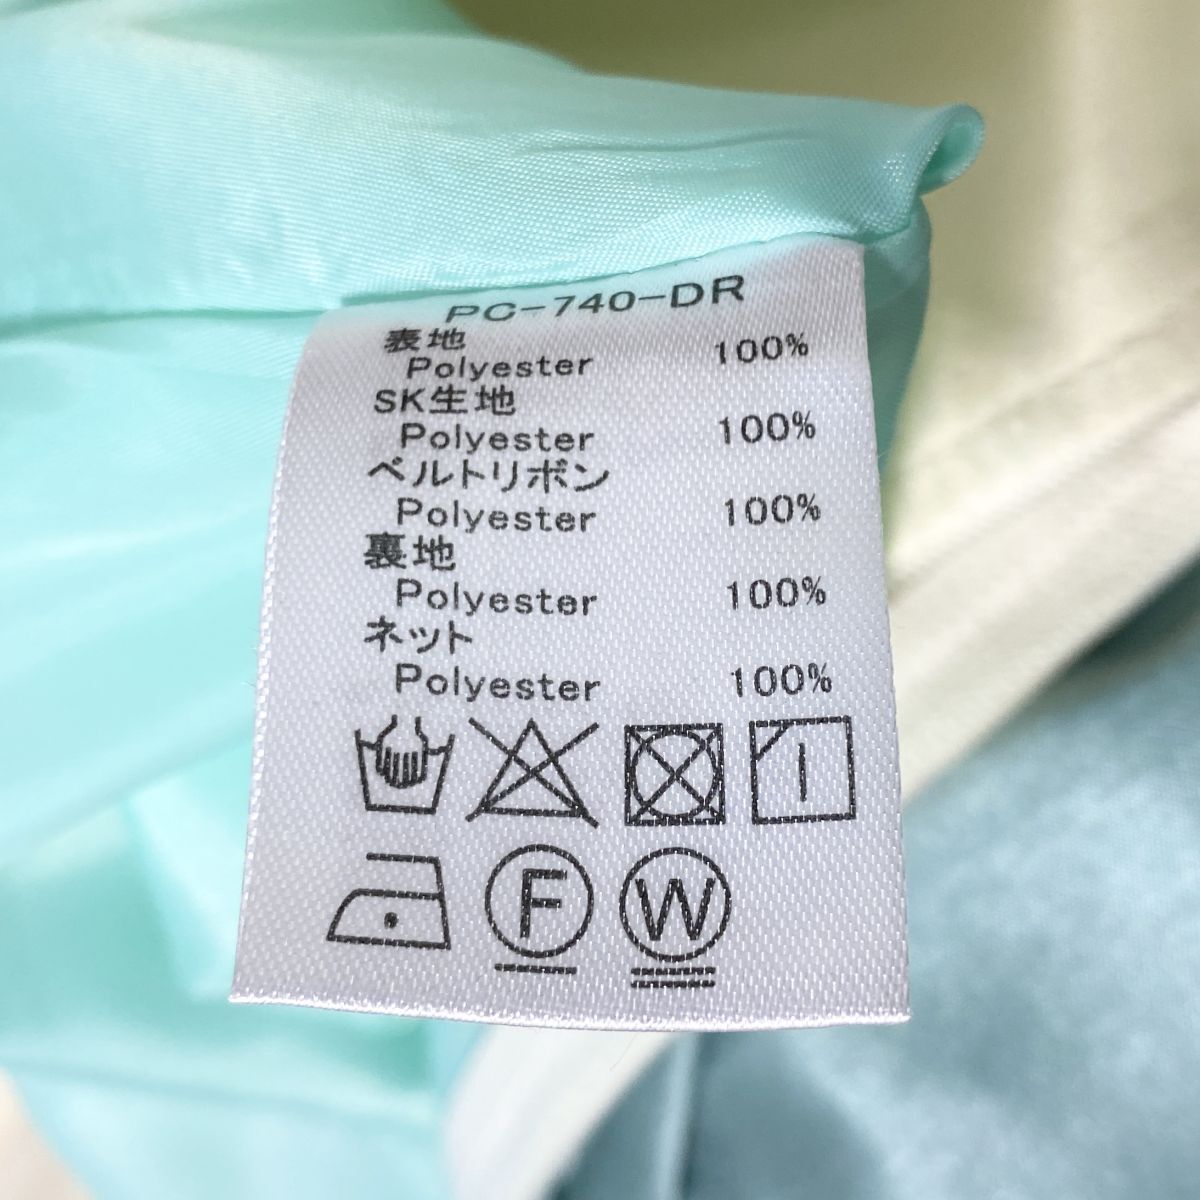 PC-740-DR
表地
Polyester 100%
SK生地
Polyester 100%
ベルトリボン
Polyester 100%
裏地
Polyester 100%
ネット
Polyester 100%
F W